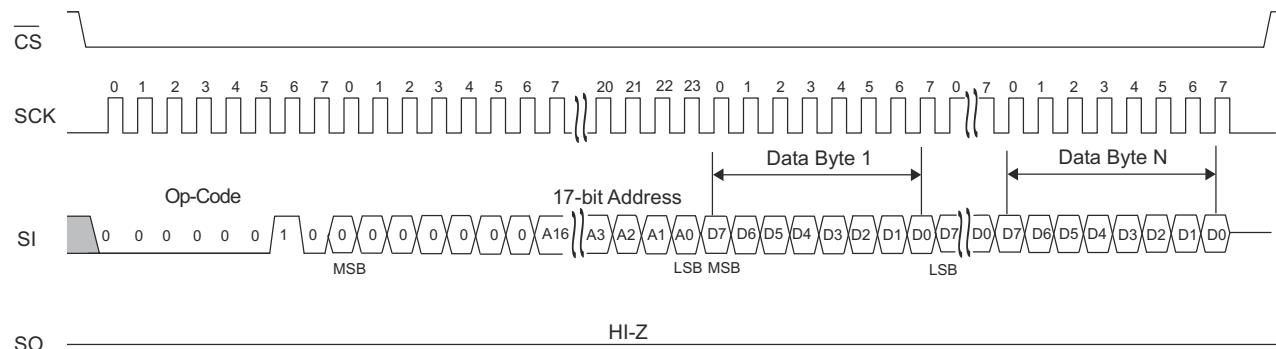 CS
0 1 2 3 4 5 6 7 0 1 2 3 4 5 6 7 20 21 22 23 0 1 2 3 4 5 6 7 0 7 0 1 2 3 4 5 6 7
SCK
Data Byte 1 Data Byte N
Op-Code 17-bit Address
SI 0 0 0 0 0 0 1 0 0 0 0 0 0 0 0 A16 A3 A2 A1 A0 D7 D6 D5 D4 D3 D2 D1 D0 D7 D0 D7 D6 D5 D4 D3 D2 D1 D0
MSB LSB MSB LSB
HI-Z
SO